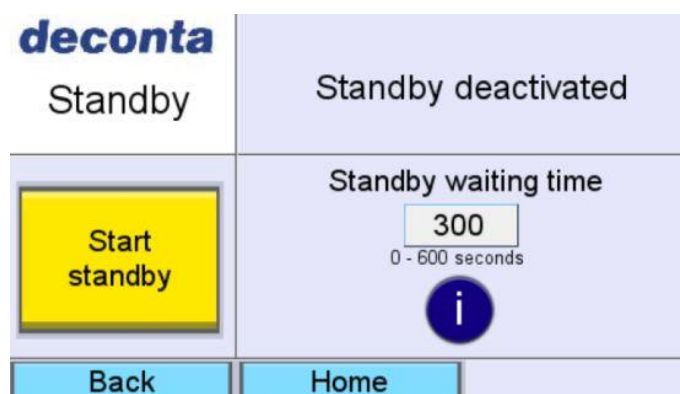 deconta
Standby
Standby deactivated
Start
standby
Standby waiting time
300
0 - 600 seconds
i
Back
Home